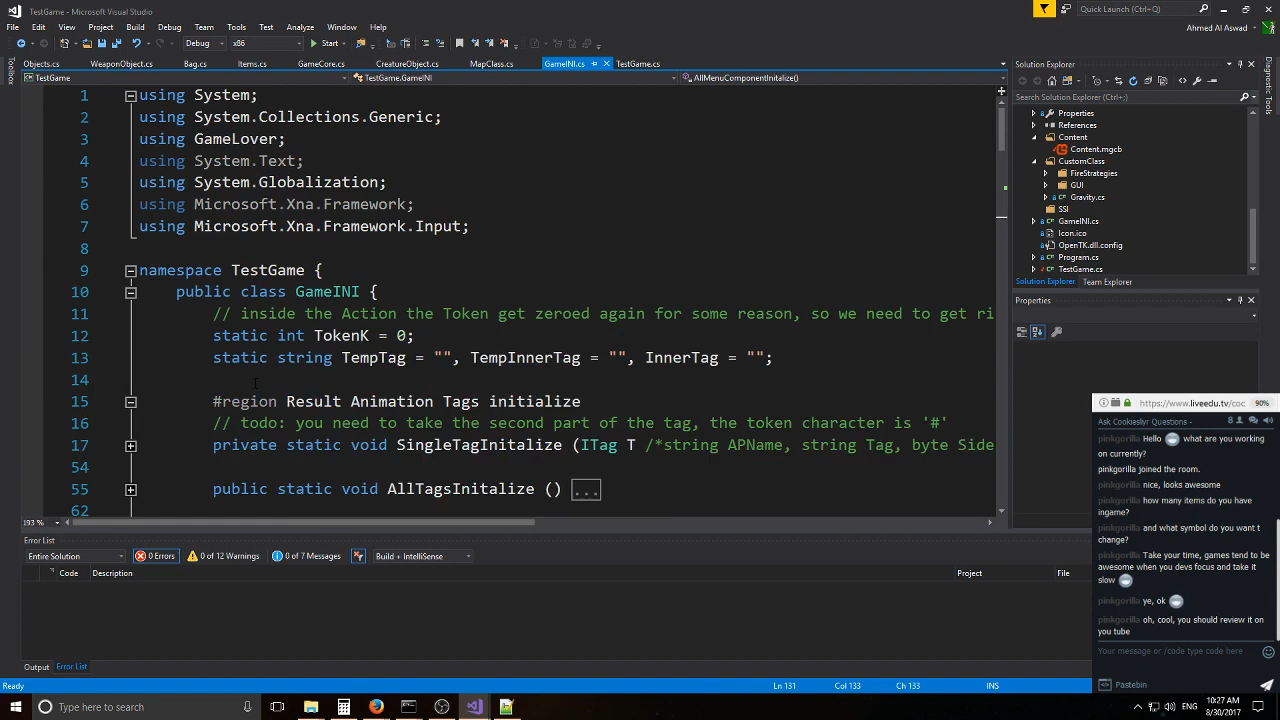 TestGame - Microsoft Visual Studio
Quick Launch (Ctrl+Q)
File Edit View Project Build Debug Team Tools Test Analyze Window Help
Ahmed Al Aswad
Debug x86 Start
Toolbox
Objects.cs WeaponObject.cs Bag.cs Items.cs GameCore.cs CreatureObject.cs MapClass.cs GameINI.cs TestGame.cs
TestGame TestGame.GameINI AllMenuComponentInitalize()
1 using System;
2 using System.Collections.Generic;
3 using GameLover;
4 using System.Text;
5 using System.Globalization;
6 using Microsoft.Xna.Framework;
7 using Microsoft.Xna.Framework.Input;
8
9 namespace TestGame {
10 public class GameINI {
11 // inside the Action the Token get zeroed again for some reason, so we need to get ri
12 static int TokenK = 0;
13 static string TempTag = "", TempInnerTag = "", InnerTag = "";
14
15 #region Result Animation Tags initialize
16 // todo: you need to take the second part of the tag, the token character is '#'
17 private static void SingleTagInitalize (ITag T /*string APName, string Tag, byte Side
54
55 public static void AllTagsInitalize () ...
62
193 %
Solution Explorer
Search Solution Explorer (Ctrl+;)
Properties
References
Content
Content.mgcb
CustomClass
FireStrategies
GUI
Gravity.cs
SSI
GameINI.cs
Icon.ico
OpenTK.dll.config
Program.cs
TestGame.cs
Solution Explorer Team Explorer
Properties
Diagnostic Tools
Error List
Entire Solution 0 Errors 0 of 12 Warnings 0 of 7 Messages Build + IntelliSense
Code Description Project File
Output Error List
Ready Ln 131 Col 133 Ch 133 INS
https://www.liveedu.tv/coc 90%
Ask Cookieslyr Questions - 8
pinkgorilla Hello what are you working
on currently?
pinkgorilla joined the room.
pinkgorilla nice, looks awesome
pinkgorilla how many items do you have
ingame?
pinkgorilla and what symbol do you want t
change?
pinkgorilla Take your time, games tend to be
awesome when you devs focus and take it
slow
pinkgorilla ye, ok
pinkgorilla oh, cool, you should review it on
you tube
Your message or /code type code here
Pastebin
Type here to search
ENG
10:27 AM
8/30/2017